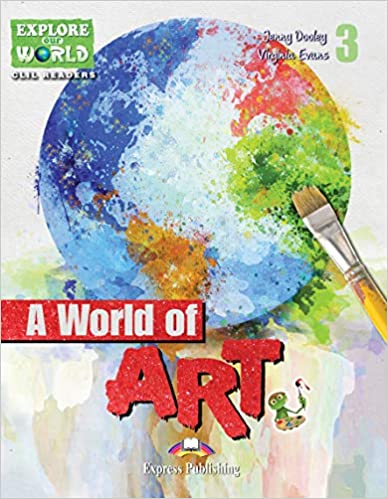 EXPLORE
our
WORLD
CLIL READERS
Jenny Dooley
Virginia Evans
3
A World of
ART
Express Publishing